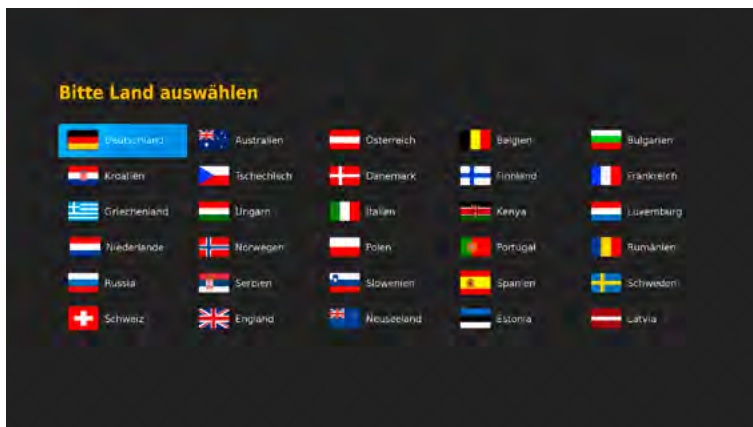 Bitte Land auswählen
Deutschland Australien Österreich Belgien Bulgarien
Kroatien Tschechisch Dänemark Finnland Frankreich
Griechenland Ungarn Italien Kenya Luxemburg
Niederlande Norwegen Polen Portugal Rumänien
Russia Serbien Slowenien Spanien Schweden
Schweiz England Neuseeland Estonia Latvia